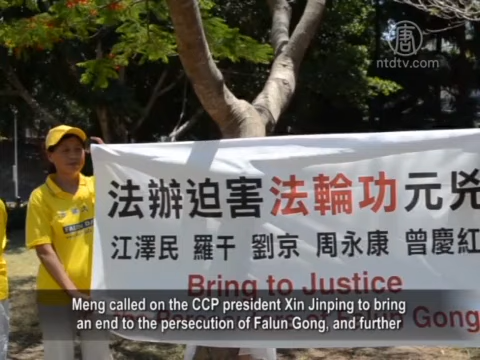 唐
ntdtv.com
法辦迫害法輪功元兇
江澤民 羅干 劉京 周永康 曾慶紅
Bring to Justice
Falun Gong
Meng called on the CCP president Xin Jinping to bring
an end to the persecution of Falun Gong, and further